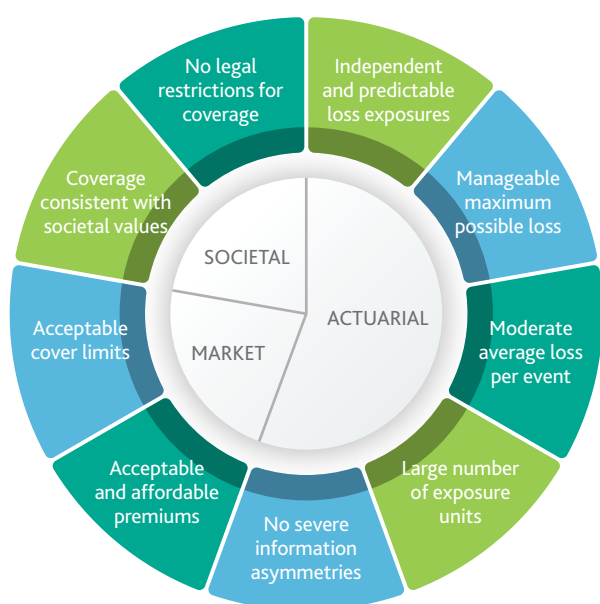 No legal
restrictions for
coverage
Independent
and predictable
loss exposures
Manageable
maximum
possible loss
Moderate
average loss
per event
Large number
of exposure
units
No severe
information
asymmetries
Acceptable
and affordable
premiums
Acceptable
cover limits
Coverage
consistent with
societal values
SOCIETAL
ACTUARIAL
MARKET